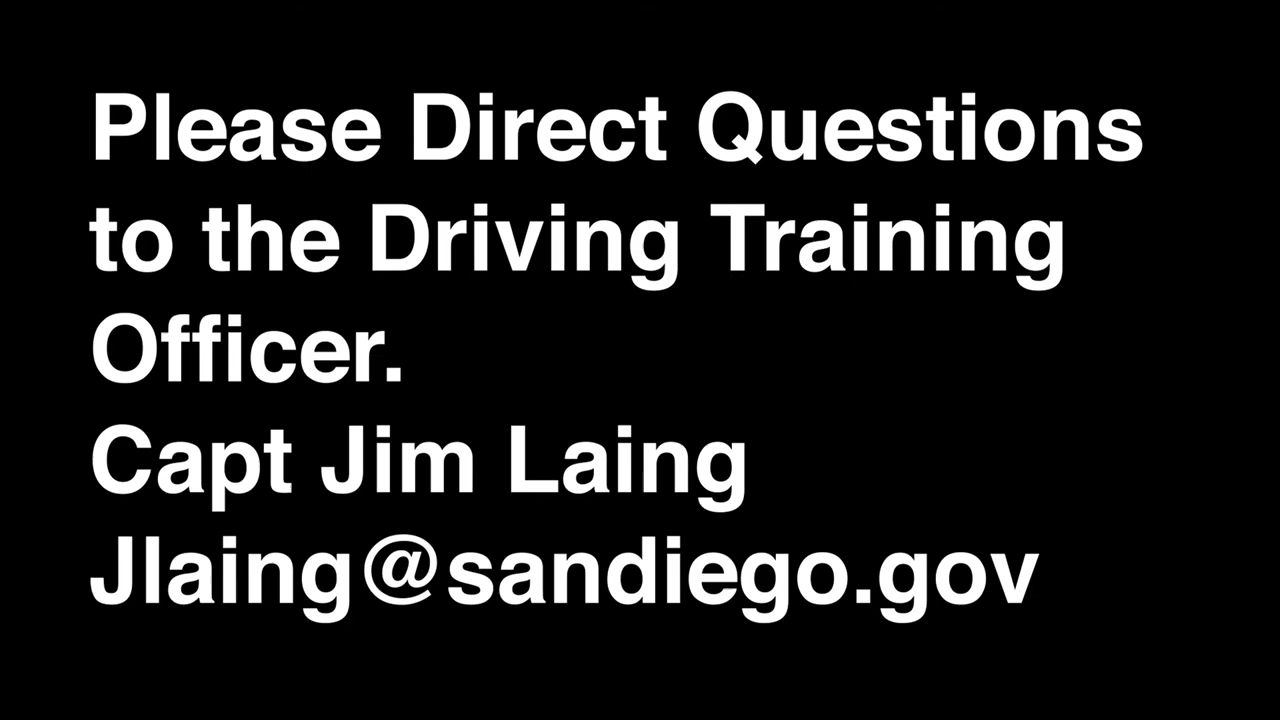 Please Direct Questions
to the Driving Training
Officer.
Capt Jim Laing
Jlaing@sandiego.gov